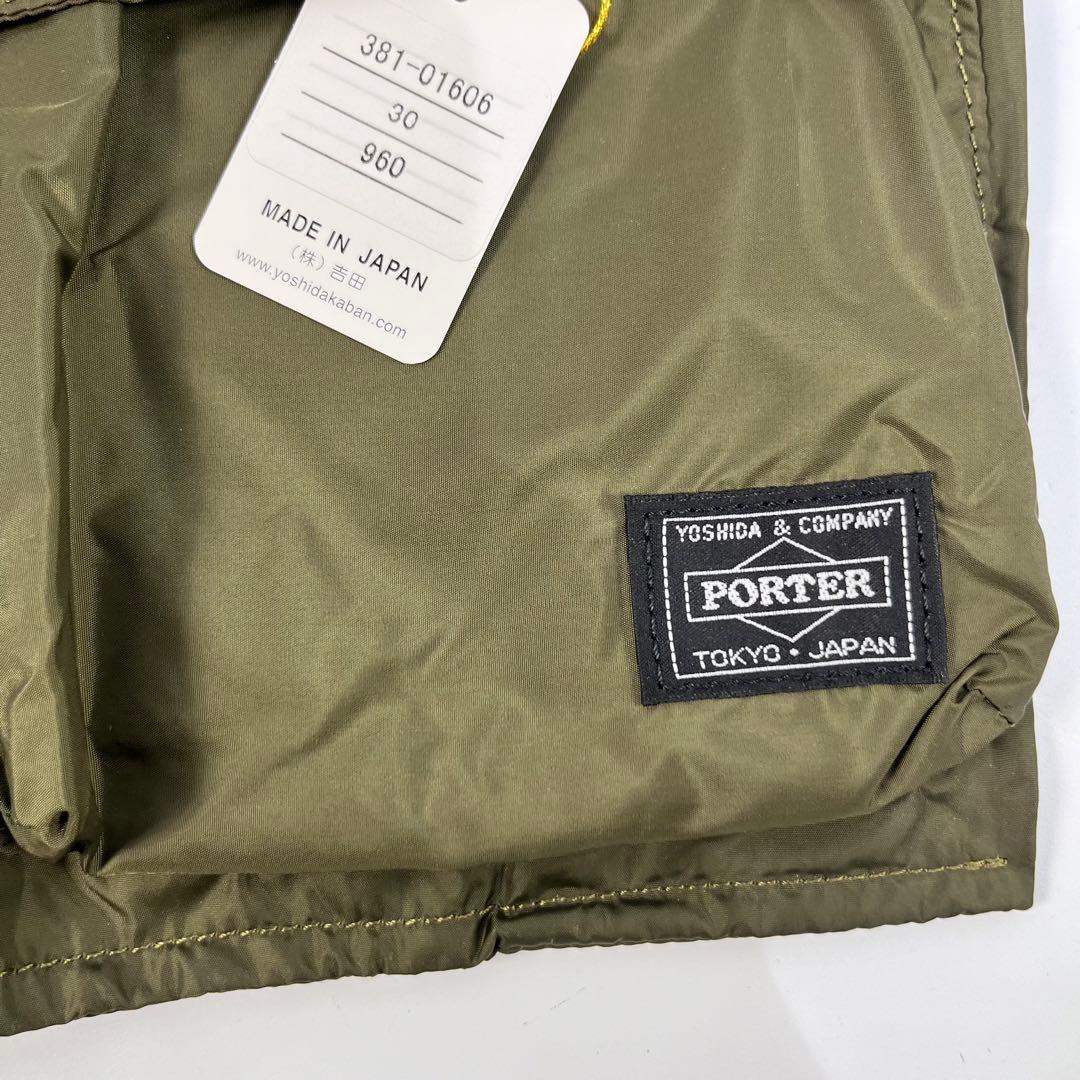 381-01606
30
960
MADE IN JAPAN
(株)吉田
www.yoshidakaban.com
YOSHIDA & COMPANY
PORTER
TOKYO・JAPAN